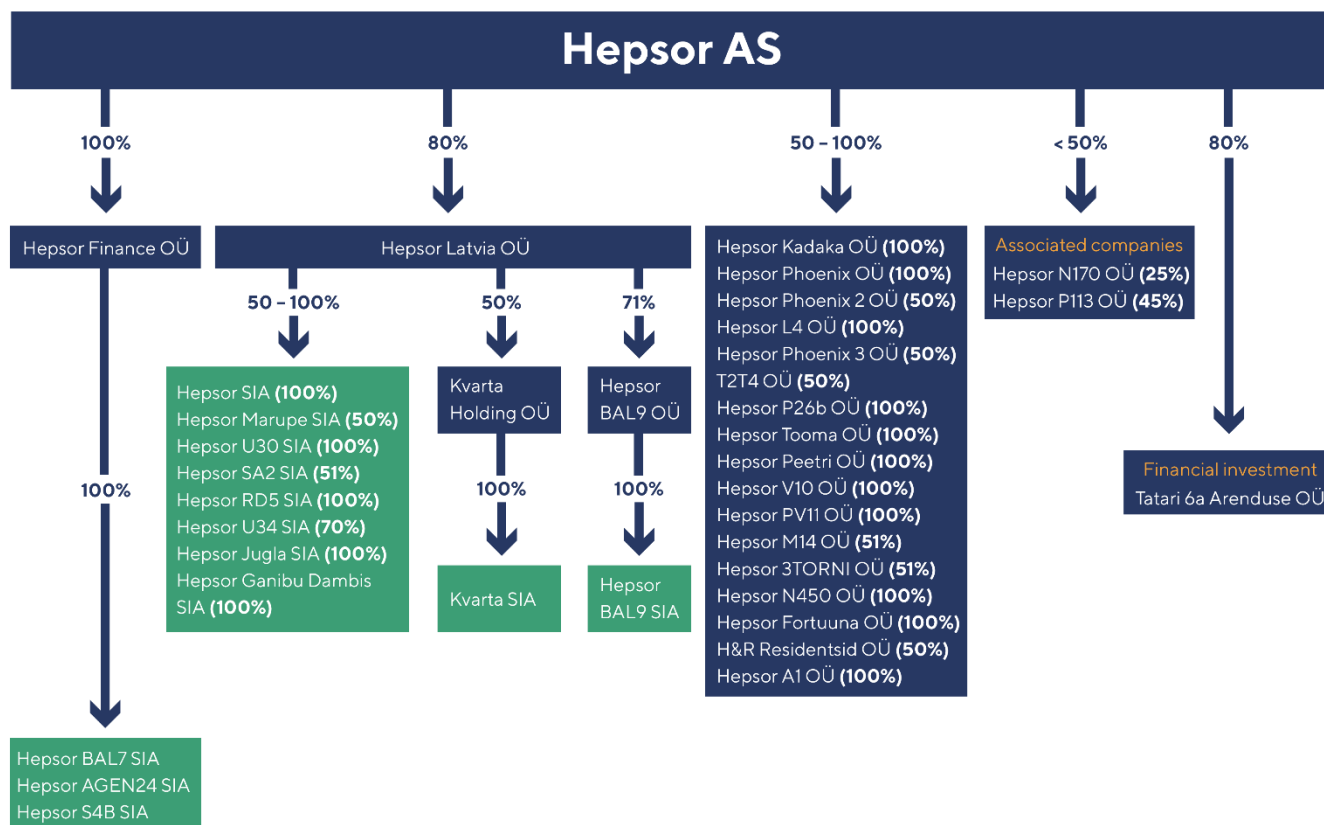 Hepsor AS
100%
80%
50 – 100%
< 50%
80%
Hepsor Finance OÜ
Hepsor Latvia OÜ
50 – 100%
50%
71%
Hepsor Kadaka OÜ (100%)
Hepsor Phoenix OÜ (100%)
Hepsor Phoenix 2 OÜ (50%)
Hepsor L4 OÜ (100%)
Hepsor Phoenix 3 OÜ (50%)
T2T4 OÜ (50%)
Hepsor P26b OÜ (100%)
Hepsor Tooma OÜ (100%)
Hepsor Peetri OÜ (100%)
Hepsor V10 OÜ (100%)
Hepsor PV11 OÜ (100%)
Hepsor M14 OÜ (51%)
Hepsor 3TORNI OÜ (51%)
Hepsor N450 OÜ (100%)
Hepsor Fortuuna OÜ (100%)
H&R Residentsid OÜ (50%)
Hepsor A1 OÜ (100%)
Associated companies
Hepsor N170 OÜ (25%)
Hepsor P113 OÜ (45%)
Financial investment
Tatari 6a Arenduse OÜ
Hepsor SIA (100%)
Hepsor Marupe SIA (50%)
Hepsor U30 SIA (100%)
Hepsor SA2 SIA (51%)
Hepsor RD5 SIA (100%)
Hepsor U34 SIA (70%)
Hepsor Jugla SIA (100%)
Hepsor Ganibu Dambis
SIA (100%)
Kvarta
Holding OÜ
Hepsor
BAL9 OÜ
100%
100%
100%
Kvarta SIA
Hepsor
BAL9 SIA
Hepsor BAL7 SIA
Hepsor AGEN24 SIA
Hepsor S4B SIA